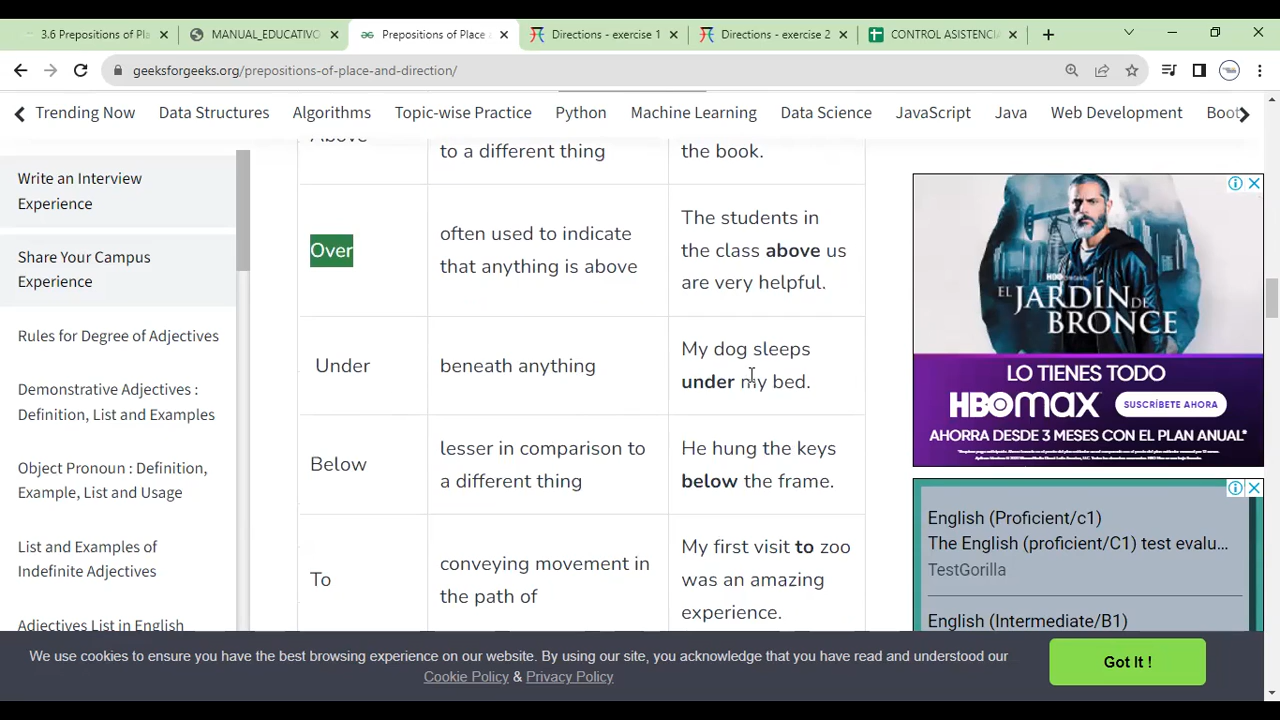 3.6 Prepositions of Pla
MANUAL_EDUCATIVO
Prepositions of Place
Directions - exercise 1
Directions - exercise 2
CONTROL ASISTENCIA
geeksforgeeks.org/prepositions-of-place-and-direction/
Trending Now
Data Structures
Algorithms
Topic-wise Practice
Python
Machine Learning
Data Science
JavaScript
Java
Web Development
Boot
Write an Interview
Experience
Share Your Campus
Experience
Rules for Degree of Adjectives
Demonstrative Adjectives :
Definition, List and Examples
Object Pronoun : Definition,
Example, List and Usage
List and Examples of
Indefinite Adjectives
Adjectives List in English
Above
to a different thing
the book.
Over
often used to indicate
that anything is above
The students in
the class above us
are very helpful.
Under
beneath anything
My dog sleeps
under my bed.
Below
lesser in comparison to
a different thing
He hung the keys
below the frame.
To
conveying movement in
the path of
My first visit to zoo
was an amazing
experience.
HBO
EL JARDÍN DE
BRONCE
LO TIENES TODO
HBOmax
SUSCRÍBETE AHORA
AHORRA DESDE 3 MESES CON EL PLAN ANUAL*
English (Proficient/c1)
The English (proficient/C1) test evalu...
TestGorilla
English (Intermediate/B1)
We use cookies to ensure you have the best browsing experience on our website. By using our site, you acknowledge that you have read and understood our
Cookie Policy & Privacy Policy
Got It !